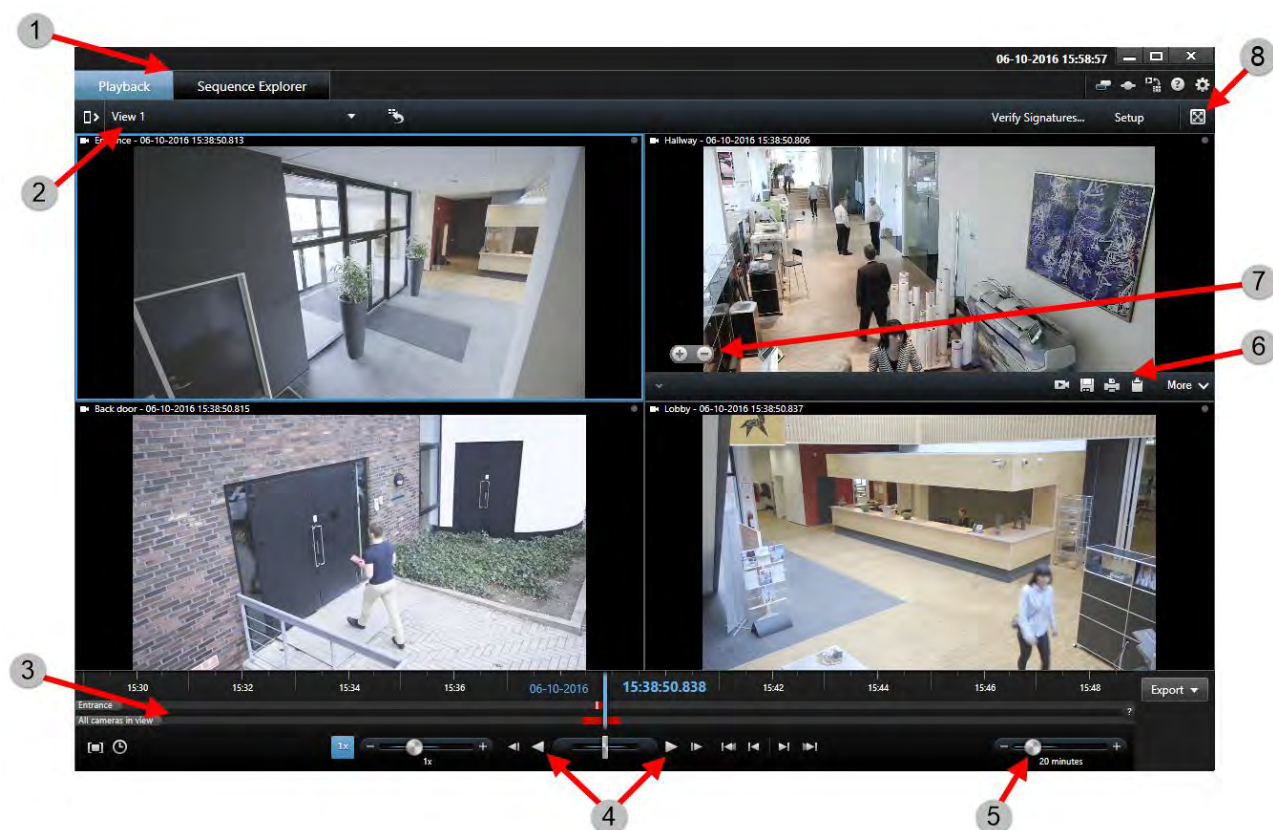 1
06-10-2016 15:58:57
8
Playback
Sequence Explorer
View 1
Verify Signatures...
Setup
2
Entrance - 06-10-2016 15:38:50.813
Hallway - 06-10-2016 15:38:50.806
7
6
More
Back door - 06-10-2016 15:38:50.815
Lobby - 06-10-2016 15:38:50.837
3
15:30
15:32
15:34
15:36
06-10-2016
15:38:50.838
15:42
15:44
15:46
15:48
Export
Entrance
?
All cameras in view
1x
1x
20 minutes
4
5